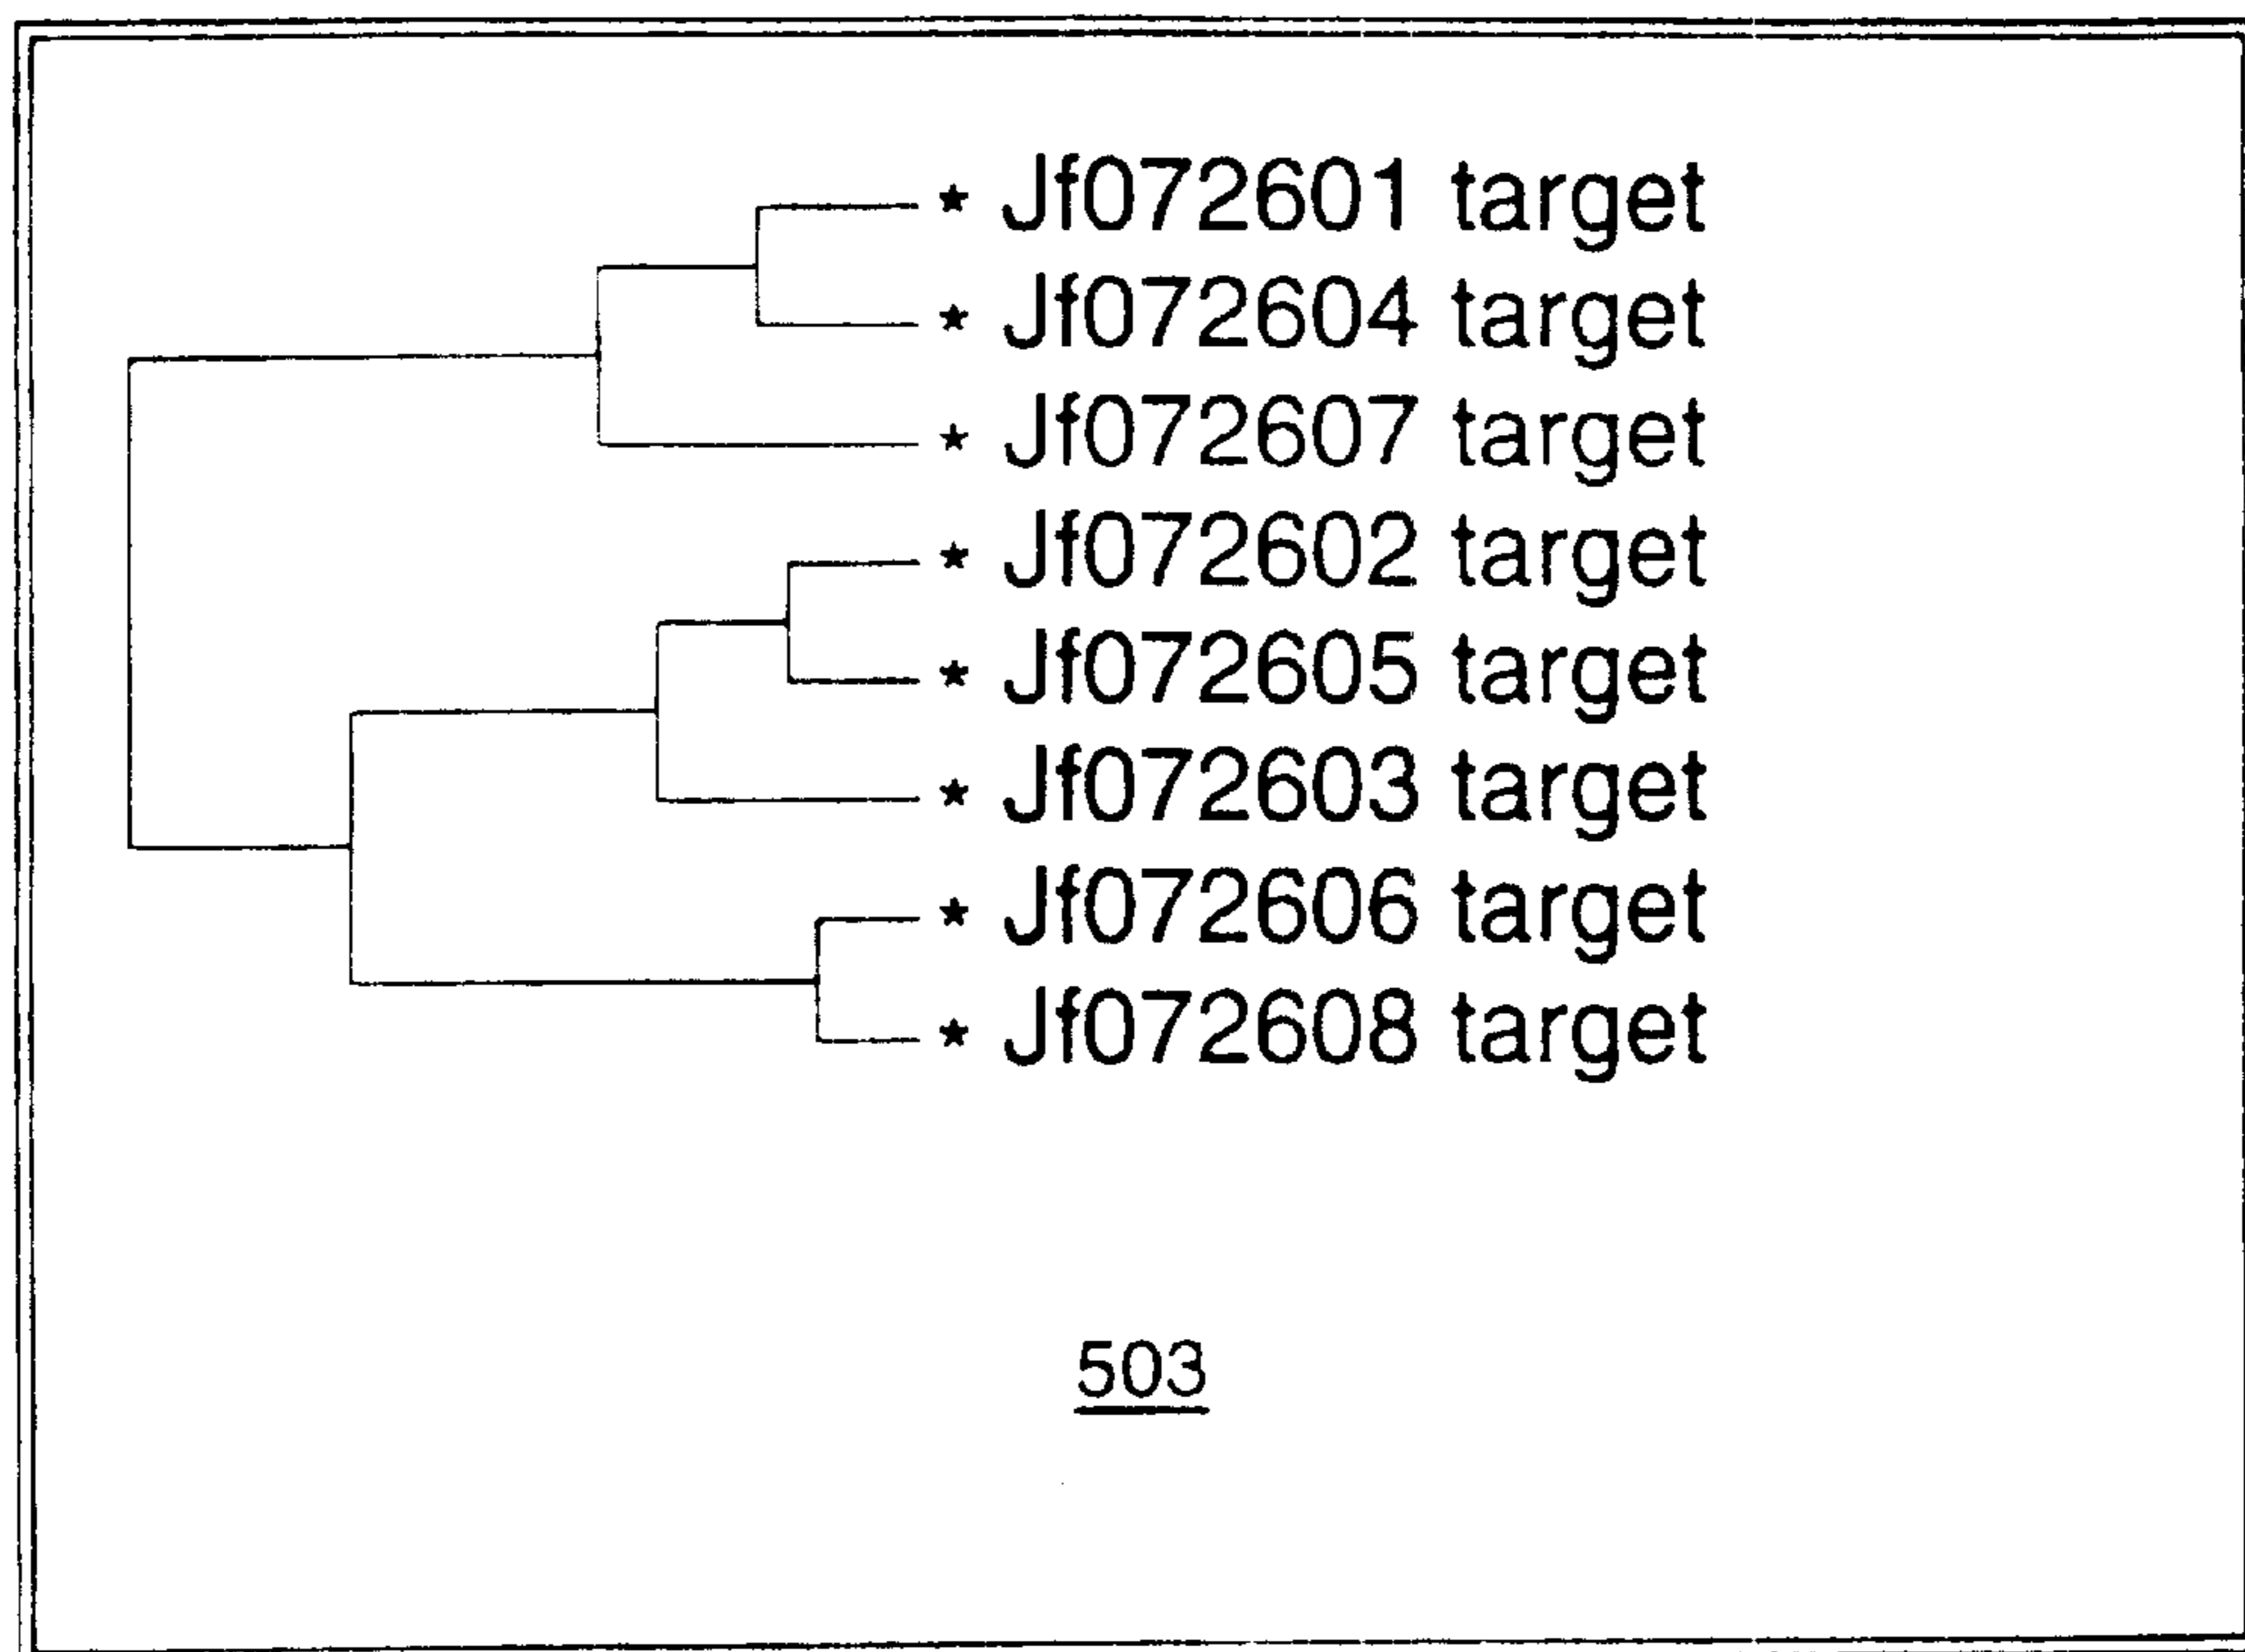 * Jf072601 target
* Jf072604 target
* Jf072607 target
* Jf072602 target
* Jf072605 target
* Jf072603 target
* Jf072606 target
* Jf072608 target
503